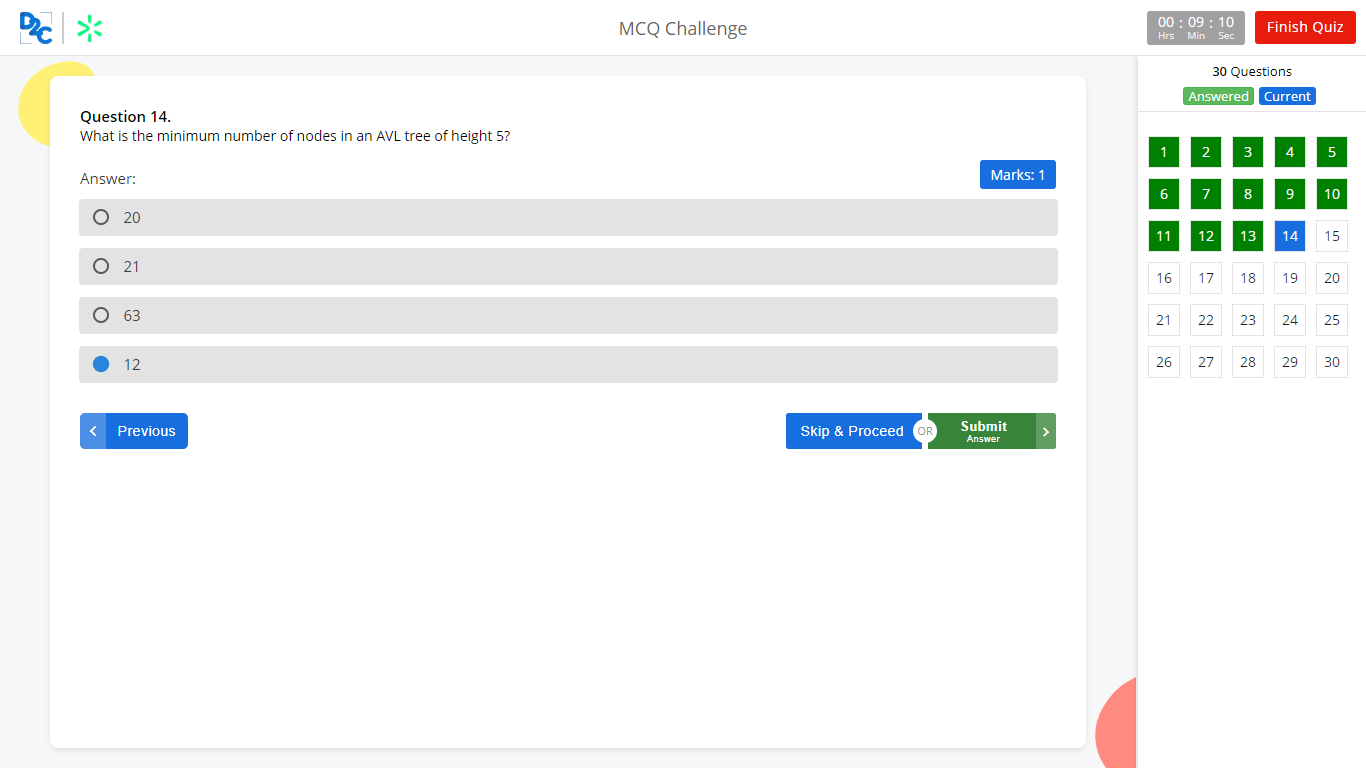 D2C
MCQ Challenge
00 : 09 : 10
Hrs Min Sec
Finish Quiz
30 Questions
Answered Current
Question 14.
What is the minimum number of nodes in an AVL tree of height 5?
Answer:
Marks: 1
20
21
63
12
Previous
Skip & Proceed
OR
Submit
Answer
1 2 3 4 5
6 7 8 9 10
11 12 13 14 15
16 17 18 19 20
21 22 23 24 25
26 27 28 29 30